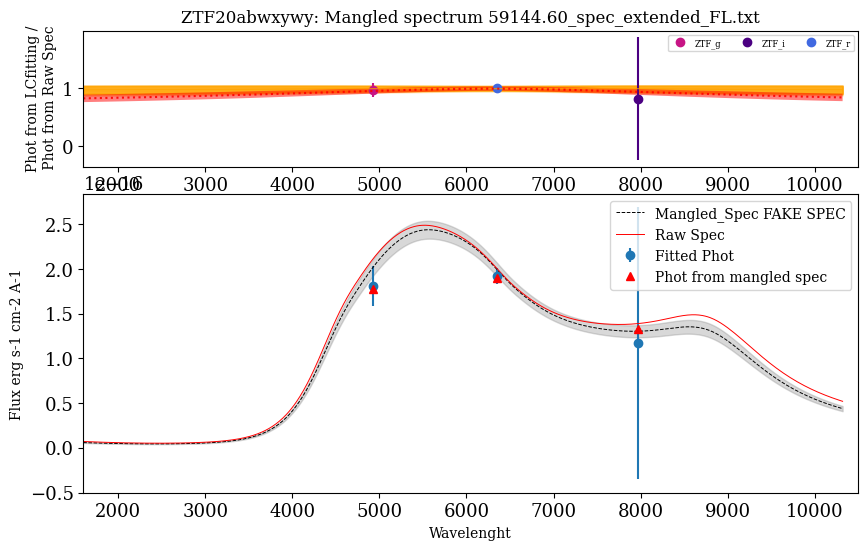 ZTF20abwxywy: Mangled spectrum 59144.60_spec_extended_FL.txt
Phot from LCfitting /
Phot from Raw Spec
1
0
ZTF_g
ZTF_i
ZTF_r
2000 3000 4000 5000 6000 7000 8000 9000 10000
1e−16
Flux erg s-1 cm-2 A-1
2.5
2.0
1.5
1.0
0.5
0.0
−0.5
Mangled_Spec FAKE SPEC
Raw Spec
Fitted Phot
Phot from mangled spec
2000 3000 4000 5000 6000 7000 8000 9000 10000
Wavelenght